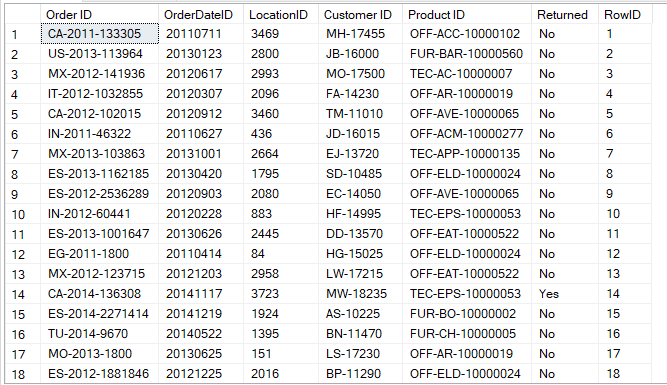 Order ID OrderDateID LocationID Customer ID Product ID Returned RowID
1 CA-2011-133305 20110711 3469 MH-17455 OFF-ACC-10000102 No 1
2 US-2013-113964 20130128 2800 JB-16000 FUR-BAR-10000560 No 2
3 MX-2012-141936 20120617 2993 MO-17500 TEC-AC-10000007 No 3
4 IT-2012-1032855 20120307 2096 FA-14230 OFF-AR-10000019 No 4
5 CA-2012-102015 20120912 3460 TM-11010 OFF-AVE-10000065 No 5
6 IN-2011-46322 20110627 436 JD-16015 OFF-ACM-10000277 No 6
7 MX-2013-103863 20131001 2664 EJ-13720 TEC-APP-10000135 No 7
8 ES-2013-1162185 20130420 1795 SD-10485 OFF-ELD-10000024 No 8
9 ES-2012-2536289 20120903 2080 EC-14050 OFF-AVE-10000065 No 9
10 IN-2012-60441 20120228 883 HF-14995 TEC-EPS-10000053 No 10
11 ES-2013-1001647 20130626 2445 DD-13570 OFF-EAT-10000522 No 11
12 EG-2011-1800 20110414 84 HG-15025 OFF-ELD-10000024 No 12
13 MX-2012-123715 20121203 2958 LW-17215 OFF-EAT-10000522 No 13
14 CA-2014-136308 20141117 3723 MW-18235 TEC-EPS-10000053 Yes 14
15 ES-2014-2271414 20141219 1924 AS-10225 FUR-BO-10000002 No 15
16 TU-2014-9670 20140522 1395 BN-11470 FUR-CH-10000005 No 16
17 MO-2013-1800 20130625 151 LS-17230 OFF-AR-10000019 No 17
18 ES-2012-1881846 20121225 2016 BP-11290 OFF-ELD-10000024 No 18